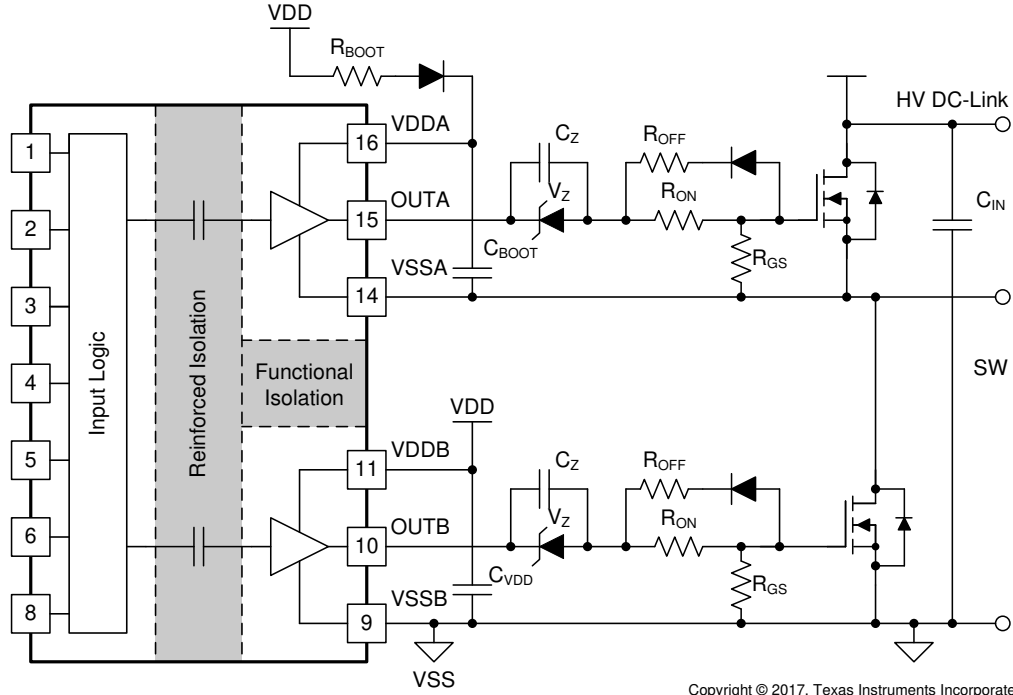 VDD
RBOOT
HV DC-Link
1
2
3
4
5
6
8
Input Logic
Reinforced Isolation
Functional
Isolation
16
VDDA
15
OUTA
VSSA
14
CBOOT
CZ
VZ
ROFF
RON
RGS
CIN
SW
VDD
11
VDDB
10
OUTB
VSSB
9
CVDD
CZ
VZ
ROFF
RON
RGS
VSS
Copyright © 2017, Texas Instruments Incorporate